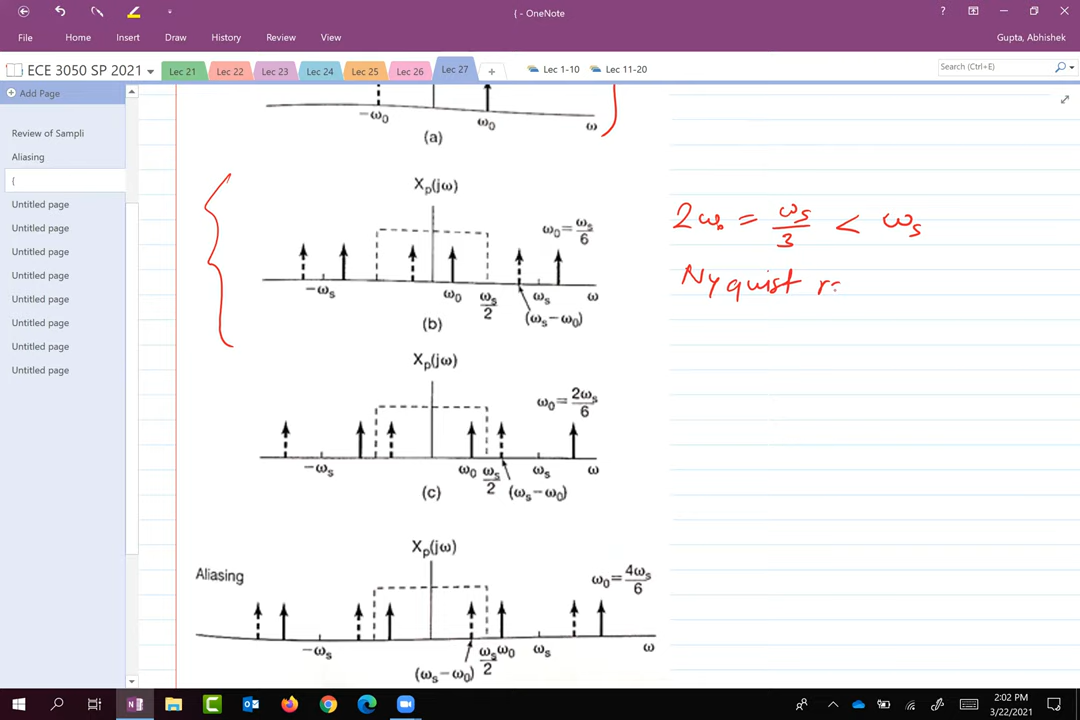 { - OneNote
?
File
Home
Insert
Draw
History
Review
View
Gupta, Abhishek
ECE 3050 SP 2021
Lec 21
Lec 22
Lec 23
Lec 24
Lec 25
Lec 26
Lec 27
+
Lec 1-10
Lec 11-20
Search (Ctrl+E)
Add Page
Review of Sampli
Aliasing
{
Untitled page
Untitled page
Untitled page
Untitled page
Untitled page
Untitled page
Untitled page
Untitled page
−ω₀ ω₀ ω
(a)
Xp(jω)
ω₀ = ωs/6
−ωs ω₀ ωs/2 ωs ω
(ωs − ω₀)
(b)
2ω₀ = ωs/3 < ωs
Nyquist r
Xp(jω)
ω₀ = 2ωs/6
−ωs ω₀ ωs/2 ωs ω
(ωs − ω₀)
(c)
Xp(jω)
Aliasing
ω₀ = 4ωs/6
−ωs ωs/2 ω₀ ωs ω
(ωs − ω₀)
2:02 PM
3/22/2021